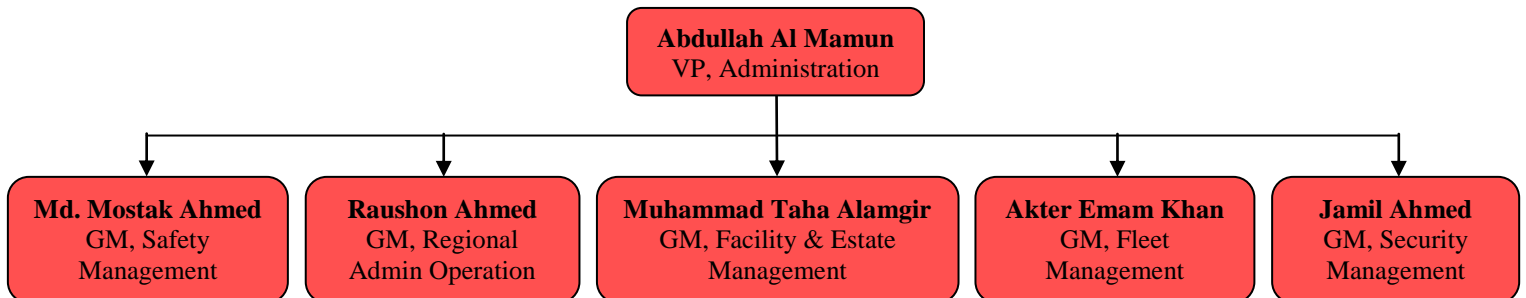 Abdullah Al Mamun
VP, Administration
Md. Mostak Ahmed
GM, Safety
Management
Raushon Ahmed
GM, Regional
Admin Operation
Muhammad Taha Alamgir
GM, Facility & Estate
Management
Akter Emam Khan
GM, Fleet
Management
Jamil Ahmed
GM, Security
Management